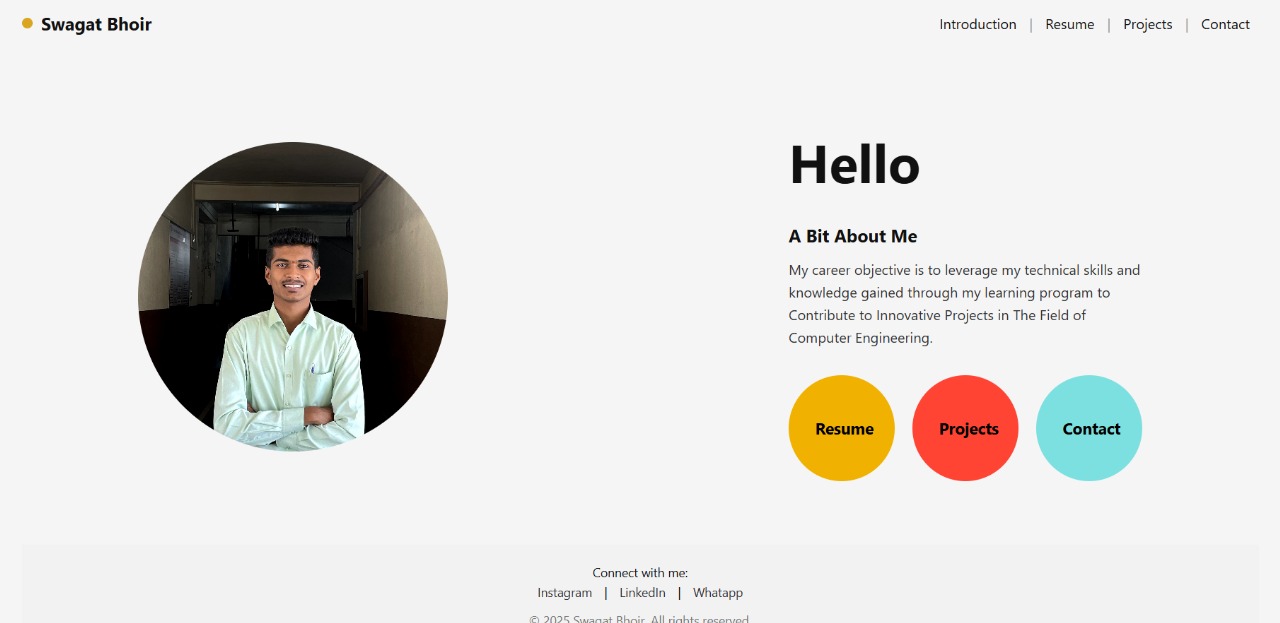 Swagat Bhoir
Introduction | Resume | Projects | Contact
Hello
A Bit About Me
My career objective is to leverage my technical skills and
knowledge gained through my learning program to
Contribute to Innovative Projects in The Field of
Computer Engineering.
Resume
Projects
Contact
Connect with me:
Instagram | LinkedIn | Whatapp
© 2025 Swagat Bhoir. All rights reserved